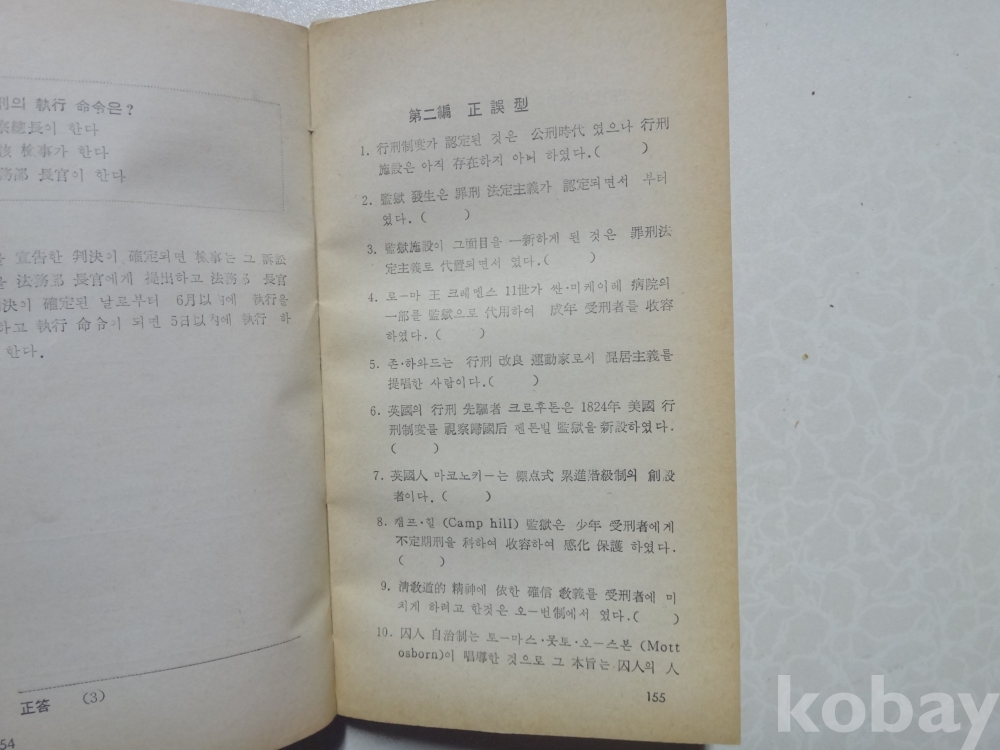 刑의 執行 命令은?
察總長이 한다
該 檢事가 한다
務部 長官이 한다
을 宣告한 判決이 確定되면 檢事는 그 訴訟
을 法務部 長官에게 提出하고 法務部 長官
判決이 確定된 날로부터 6月以內에 執行을
하고 執行 命令이 되면 5日以內에 執行 하
한다.
正答 (3)
54
第二編 正誤型
1. 行刑制度가 認定된 것은 公刑時代 였으나 行刑
施設은 아직 存在하지 아니 하였다.( )
2. 監獄 發生은 罪刑 法定主義가 認定되면서 부터
였다.( )
3. 監獄施設이 그面目을 一新하게 된 것은 罪刑法
定主義로 代置되면서 였다.( )
4. 로-마 王 크레멘스 11世가 싼·미케이레 病院의
一部를 監獄으로 代用하여 成年 受刑者를 收容
하였다.( )
5. 존·하와드는 行刑 改良 運動家로서 混居主義를
提唱한 사람이다.( )
6. 英國의 行刑 先驅者 크로후톤은 1824年 美國 行
刑制度를 視察歸國后 펜톤빌 監獄을 新設하였다.
( )
7. 英國人 마코노키-는 標点式 累進階級制의 創設
者이다.( )
8. 캠프·힐 (Camp hill) 監獄은 少年 受刑者에게
不定期刑을 科하여 收容하여 感化 保護 하였다.
( )
9. 淸敎道的 精神에 依한 確信 敎義를 受刑者에 미
치게 하려고 한것은 오-번制에서 였다.( )
10. 囚人 自治制는 토-마스·못토·오-스본 (Mott
osborn)이 唱導한 것으로 그 本旨는 囚人의 人
155
kobay